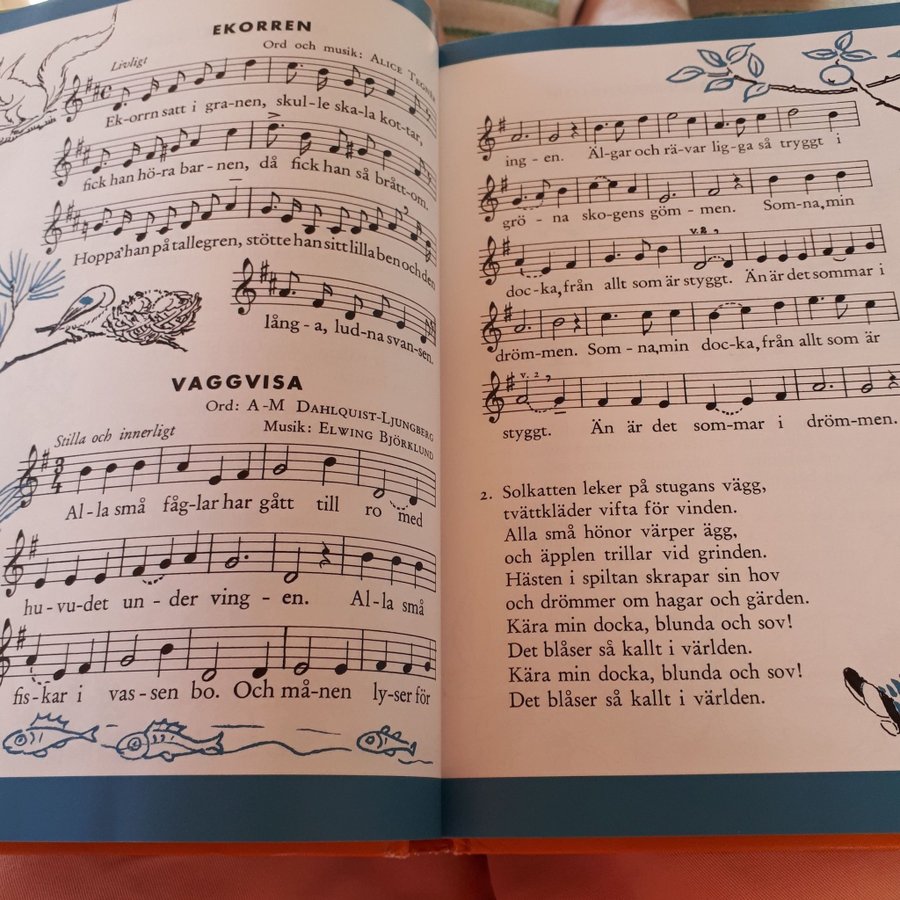 EKORREN
Ord och musik: ALICE TEGNÉR
Livligt
Ek-orrn satt i gra-nen, skul-le ska-la kot-tar,
fick han hö-ra bar-nen, då fick han så brått-om.
Hoppa' han på tallegren, stötte han sitt lilla ben och den
lång-a, lud-na svan-sen.
VAGGVISA
Ord: A-M DAHLQUIST-LJUNGBERG
Musik: ELWING BJÖRKLUND
Stilla och innerligt
3
4
Al-la små fåg-lar har gått till ro med
hu-vu-det un-der ving-en. Al-la små
fis-kar i vas-sen bo. Och må-nen ly-ser för
ing-en. Älgar och rä-var lig-ga så tryggt i
grö-na sko-gens göm-men. Som-na, min
v. 2
doc-ka, från allt som är styggt. Än är det sommar i
dröm-men. Som-na, min doc-ka, från allt som är
v. 2
styggt. Än är det som-mar i dröm-men.
2. Solkatten leker på stugans vägg,
tvättkläder vifta för vinden.
Alla små hönor värper ägg,
och äpplen trillar vid grinden.
Hästen i spiltan skrapar sin hov
och drömmer om hagar och gärden.
Kära min docka, blunda och sov!
Det blåser så kallt i världen.
Kära min docka, blunda och sov!
Det blåser så kallt i världen.